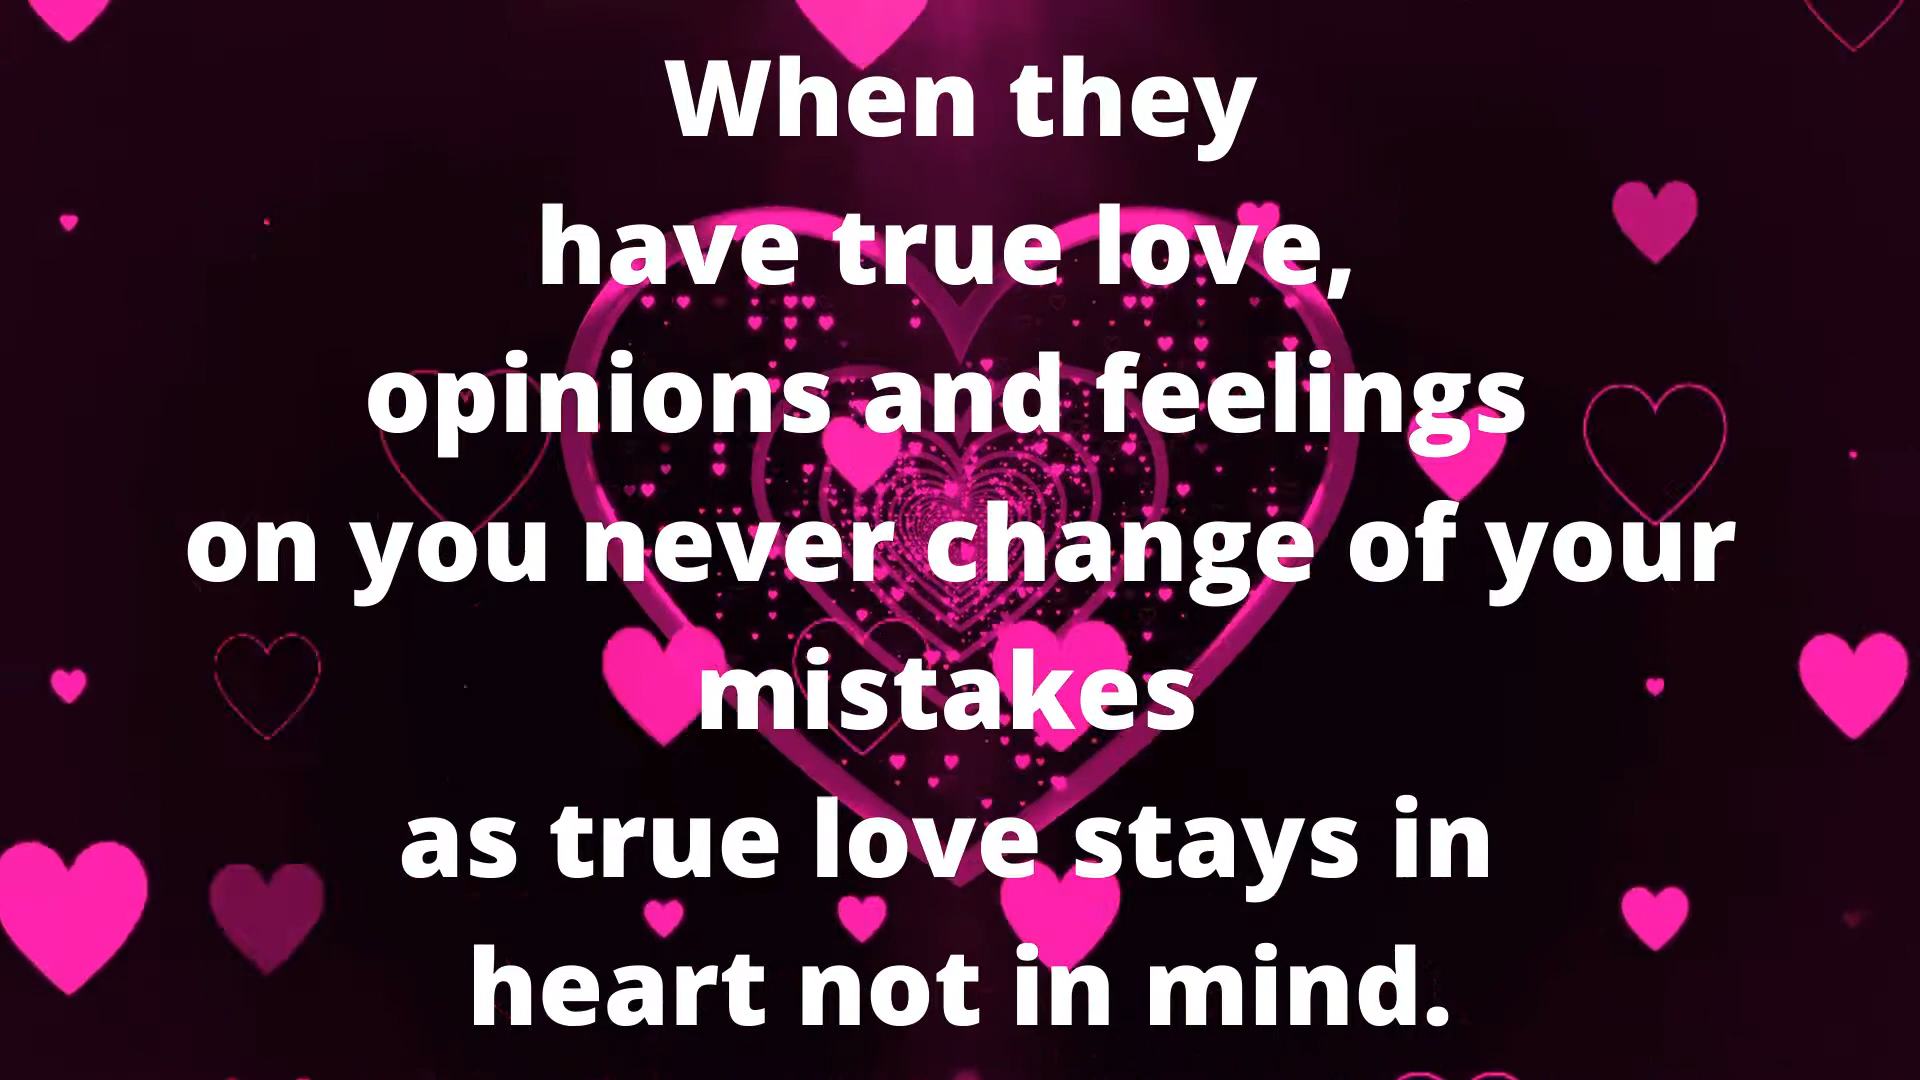 When they
have true love,
opinions and feelings
on you never change of your
mistakes
as true love stays in
heart not in mind.